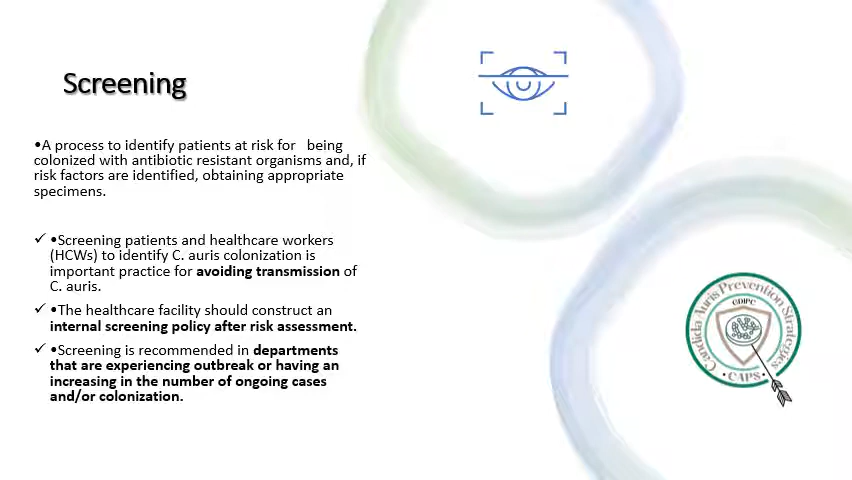 Screening
•A process to identify patients at risk for being
colonized with antibiotic resistant organisms and, if
risk factors are identified, obtaining appropriate
specimens.
✓ •Screening patients and healthcare workers
(HCWs) to identify C. auris colonization is
important practice for avoiding transmission of
C. auris.
✓ •The healthcare facility should construct an
internal screening policy after risk assessment.
✓ •Screening is recommended in departments
that are experiencing outbreak or having an
increasing in the number of ongoing cases
and/or colonization.
Candida Auris Prevention Strategies
GDIPC
•CAPS•